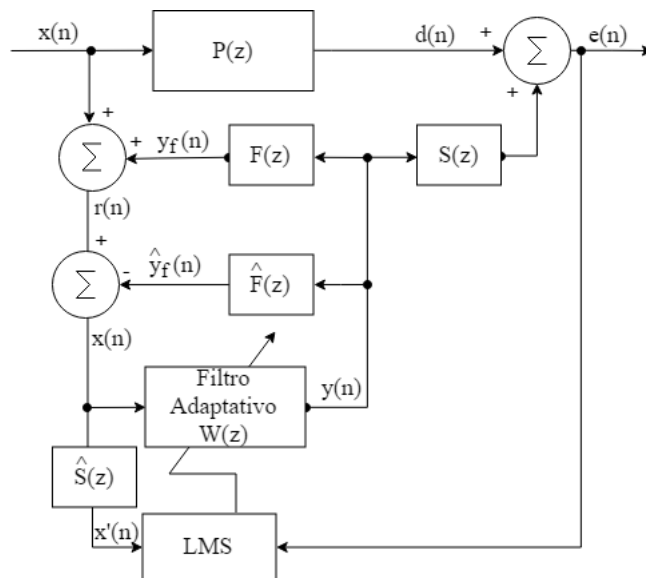 x(n)
P(z)
d(n)
+
Σ
e(n)
+
+
Σ
+
y_f(n)
F(z)
S(z)
r(n)
+
Σ
-
ŷ_f(n)
F̂(z)
x(n)
Filtro
Adaptativo
W(z)
y(n)
Ŝ(z)
x'(n)
LMS